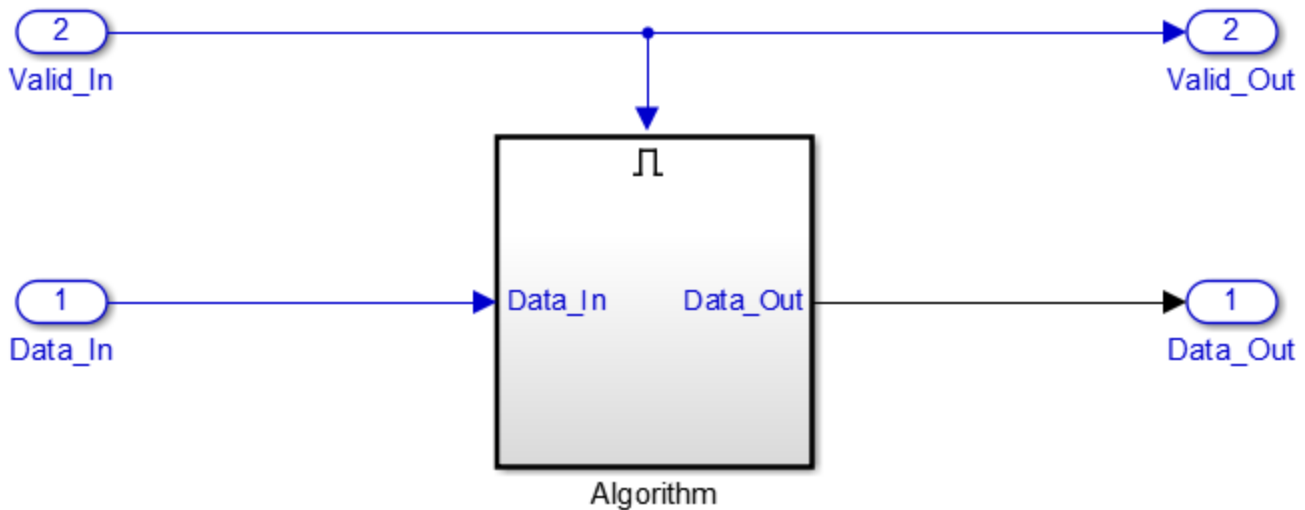 2
2
Valid_In
Valid_Out
1
Data_In
Data_Out
1
Data_In
Data_Out
Algorithm